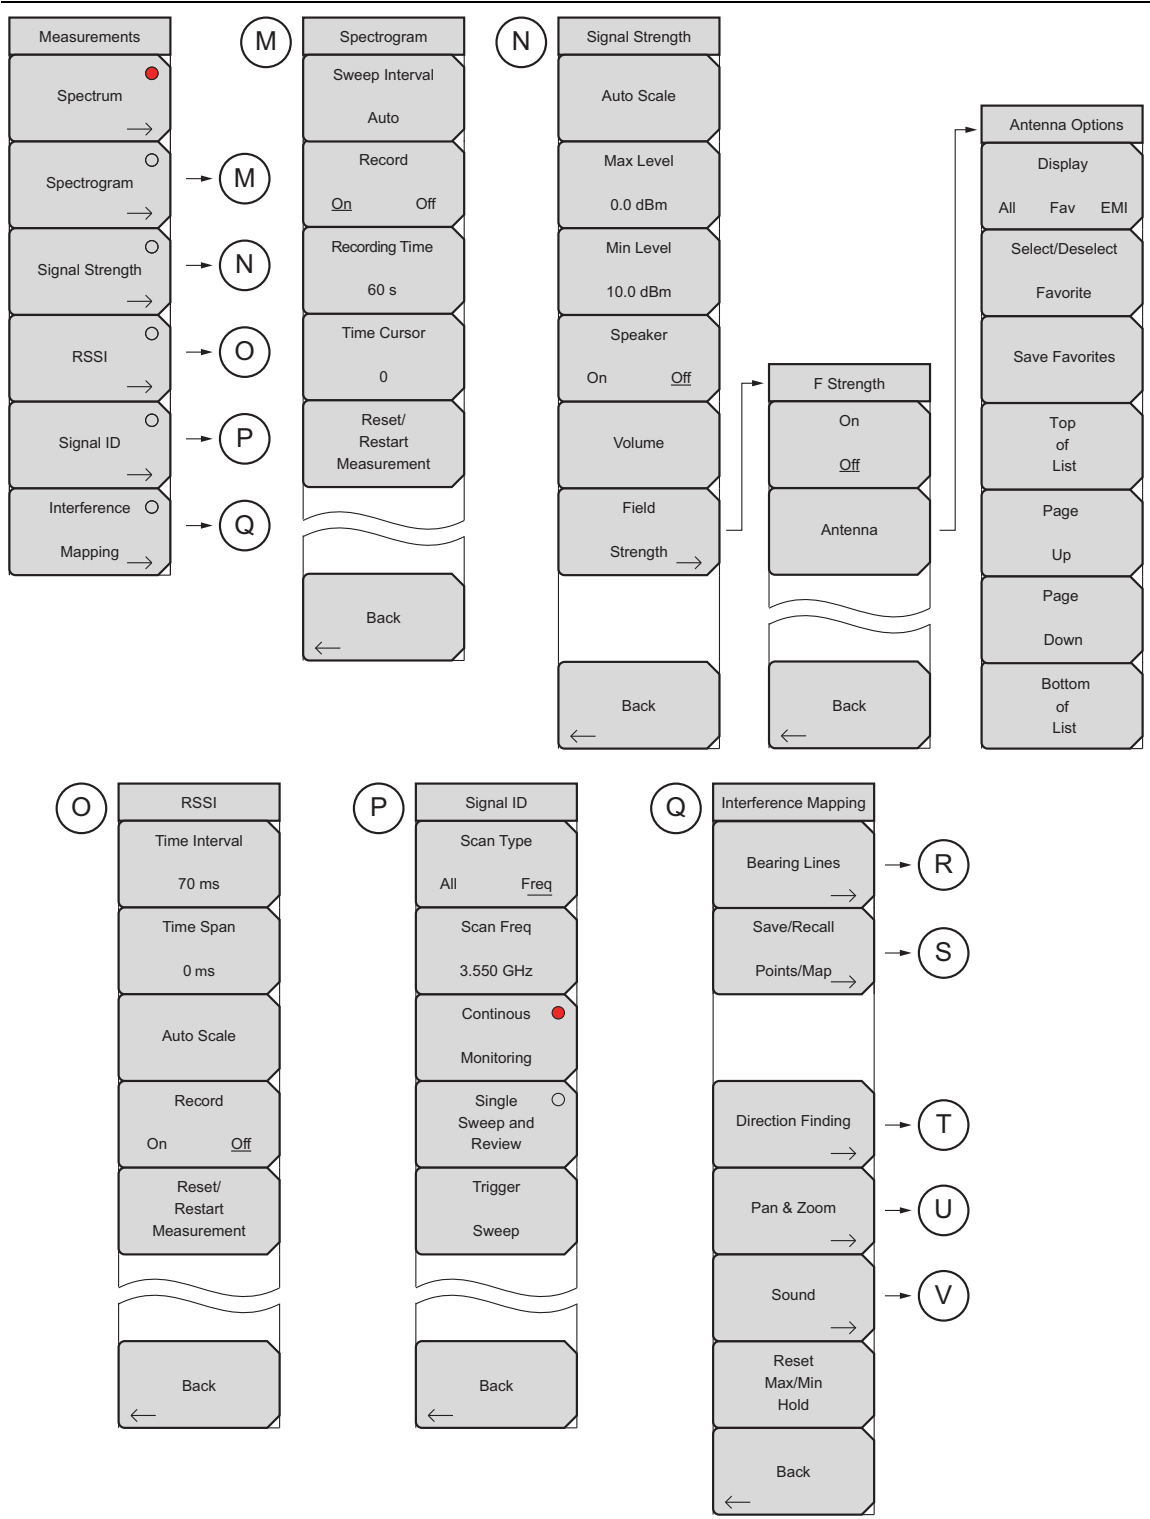 Measurements
Spectrum
Spectrogram
Signal Strength
RSSI
Signal ID
Interference
Mapping
M
N
O
P
Q
M
Spectrogram
Sweep Interval
Auto
Record
On Off
Recording Time
60 s
Time Cursor
0
Reset/
Restart
Measurement
Back
N
Signal Strength
Auto Scale
Max Level
0.0 dBm
Min Level
10.0 dBm
Speaker
On Off
Volume
Field
Strength
Back
F Strength
On
Off
Antenna
Back
Antenna Options
Display
All Fav EMI
Select/Deselect
Favorite
Save Favorites
Top
of
List
Page
Up
Page
Down
Bottom
of
List
O
RSSI
Time Interval
70 ms
Time Span
0 ms
Auto Scale
Record
On Off
Reset/
Restart
Measurement
Back
P
Signal ID
Scan Type
All Freq
Scan Freq
3.550 GHz
Continous
Monitoring
Single
Sweep and
Review
Trigger
Sweep
Back
Q
Interference Mapping
Bearing Lines
Save/Recall
Points/Map
Direction Finding
Pan & Zoom
Sound
Reset
Max/Min
Hold
Back
R
S
T
U
V